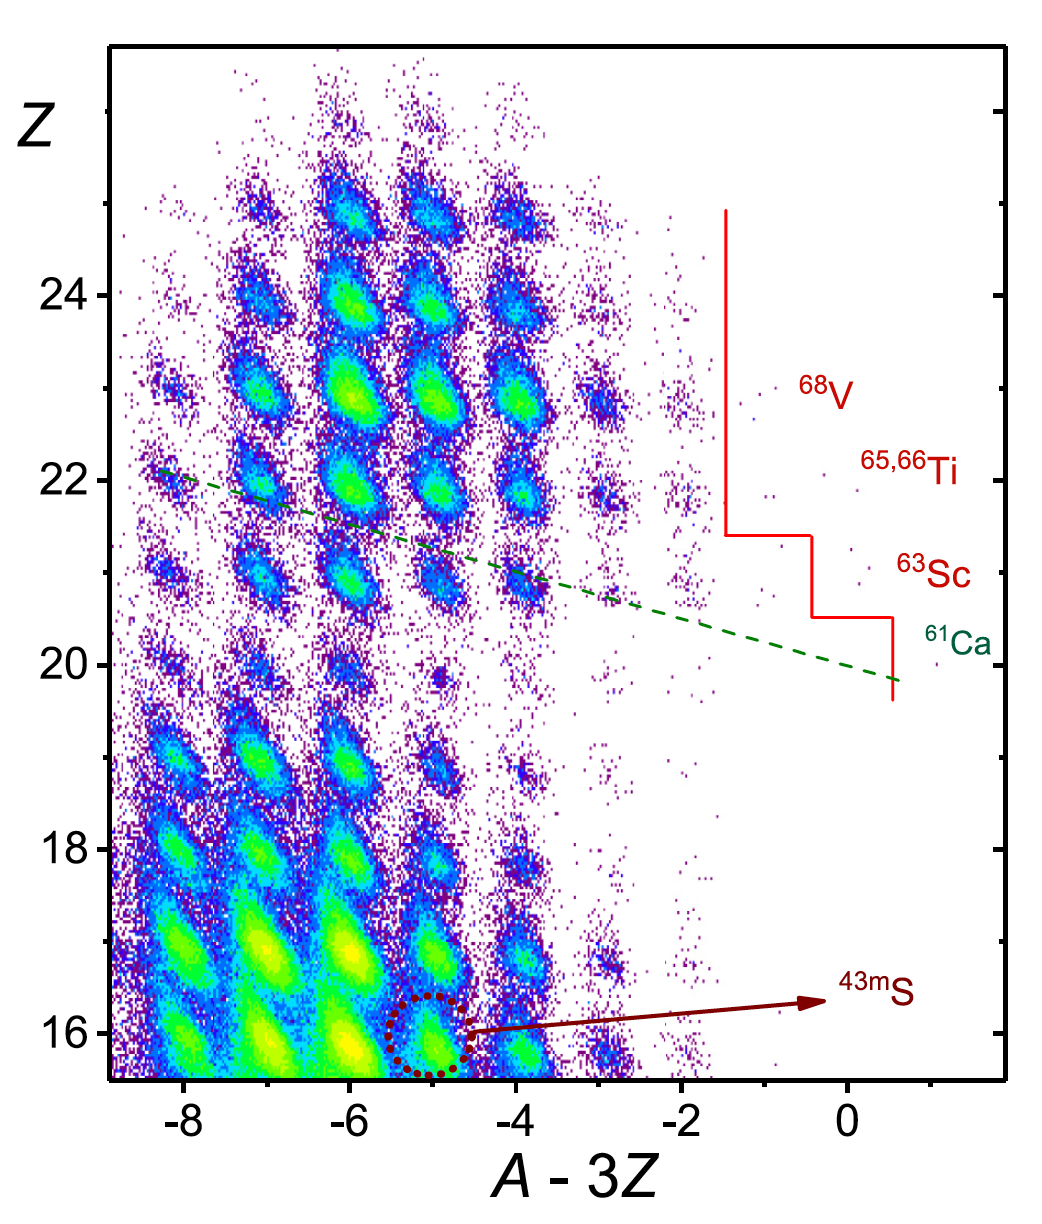 Z
24
22
20
18
16
⁶⁸V
⁶⁵,⁶⁶Ti
⁶³Sc
⁶¹Ca
⁴³ᵐS
-8 -6 -4 -2 0
A - 3Z